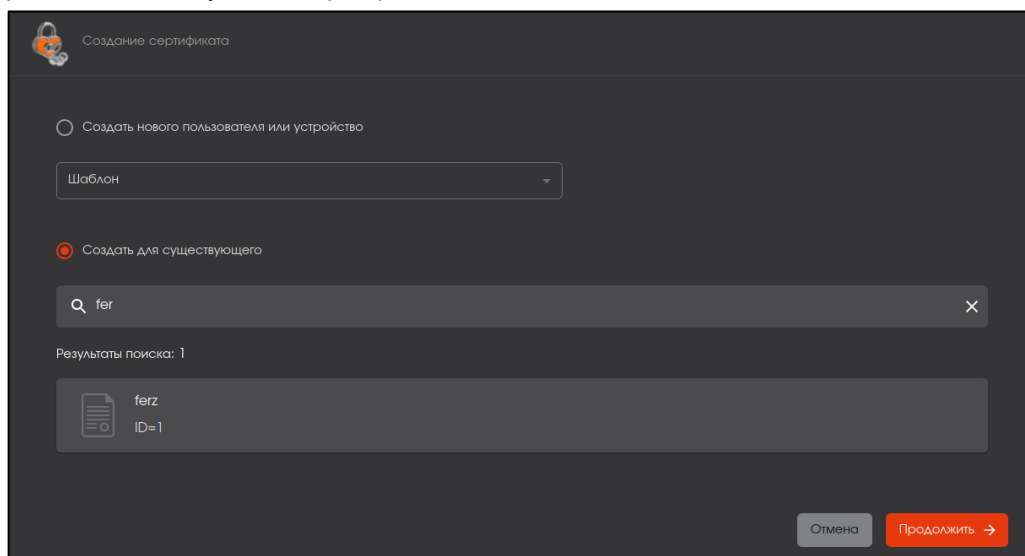 Создание сертификата
Создать нового пользователя или устройство
Шаблон
Создать для существующего
fer
Результаты поиска: 1
ferz
ID=1
Отмена
Продолжить →